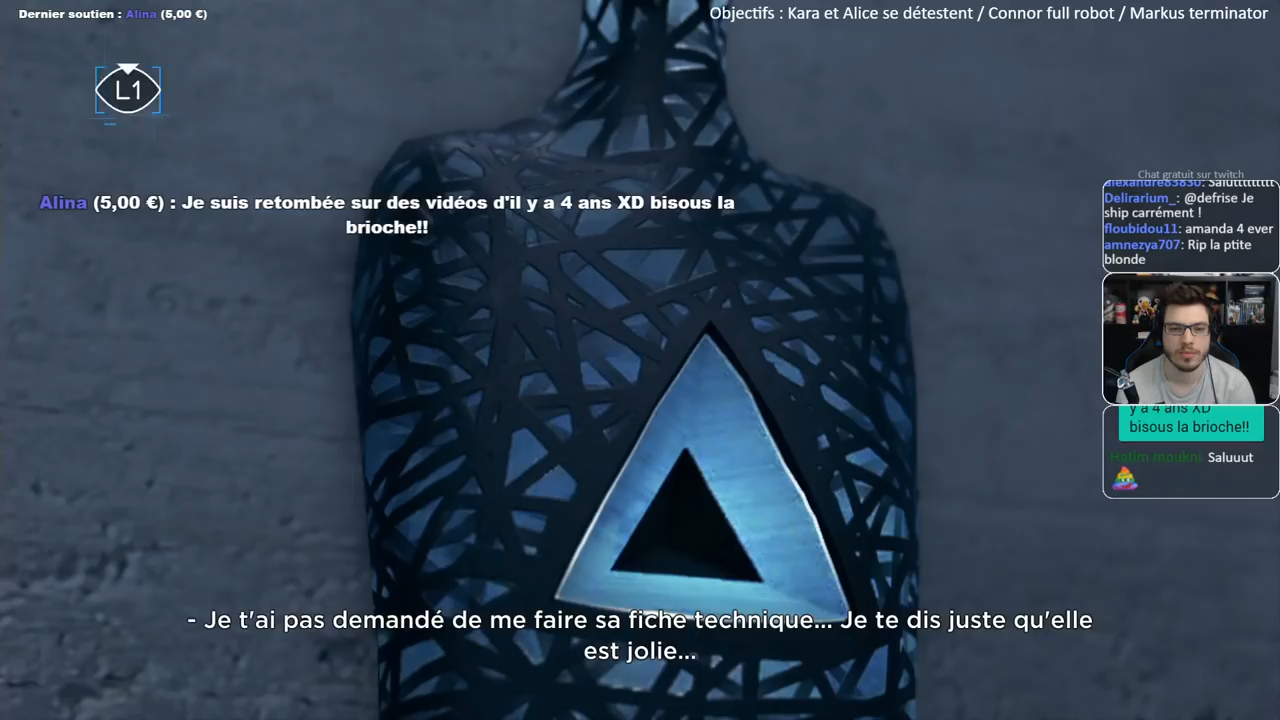 Dernier soutien : Alina (5,00 €)
Objectifs : Kara et Alice se détestent / Connor full robot / Markus terminator
L1
Alina (5,00 €) : Je suis retombée sur des vidéos d'il y a 4 ans XD bisous la
brioche!!
Chat gratuit sur twitch
alexandre83830: Saluttttttttt
Delirarium_: @defrise Je
ship carrément !
floubidou11: amanda 4 ever
amnezya707: Rip la ptite
blonde
y a 4 ans XD
bisous la brioche!!
Hatim moukni Saluuut
- Je t'ai pas demandé de me faire sa fiche technique... Je te dis juste qu'elle
est jolie...